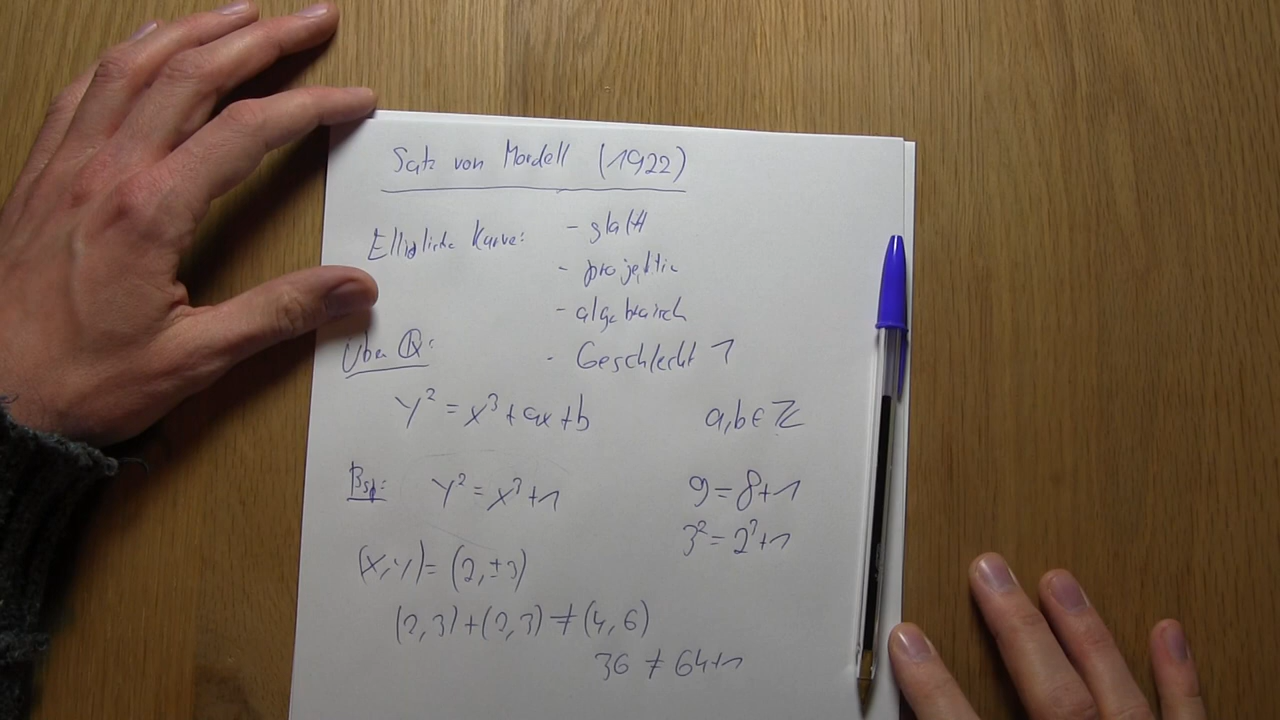 Satz von Mordell (1922)
Elliptische Kurve: - glatt
- projektiv
- algebraisch
- Geschlecht 1
Über ℚ:
Y² = X³ + aX + b a, b ∈ ℤ
Bsp: Y² = X³ + 1 9 = 8 + 1
3² = 2³ + 1
(X, Y) = (2, ±3)
(2, 3) + (2, 3) ≠ (4, 6)
36 ≠ 64 + 1